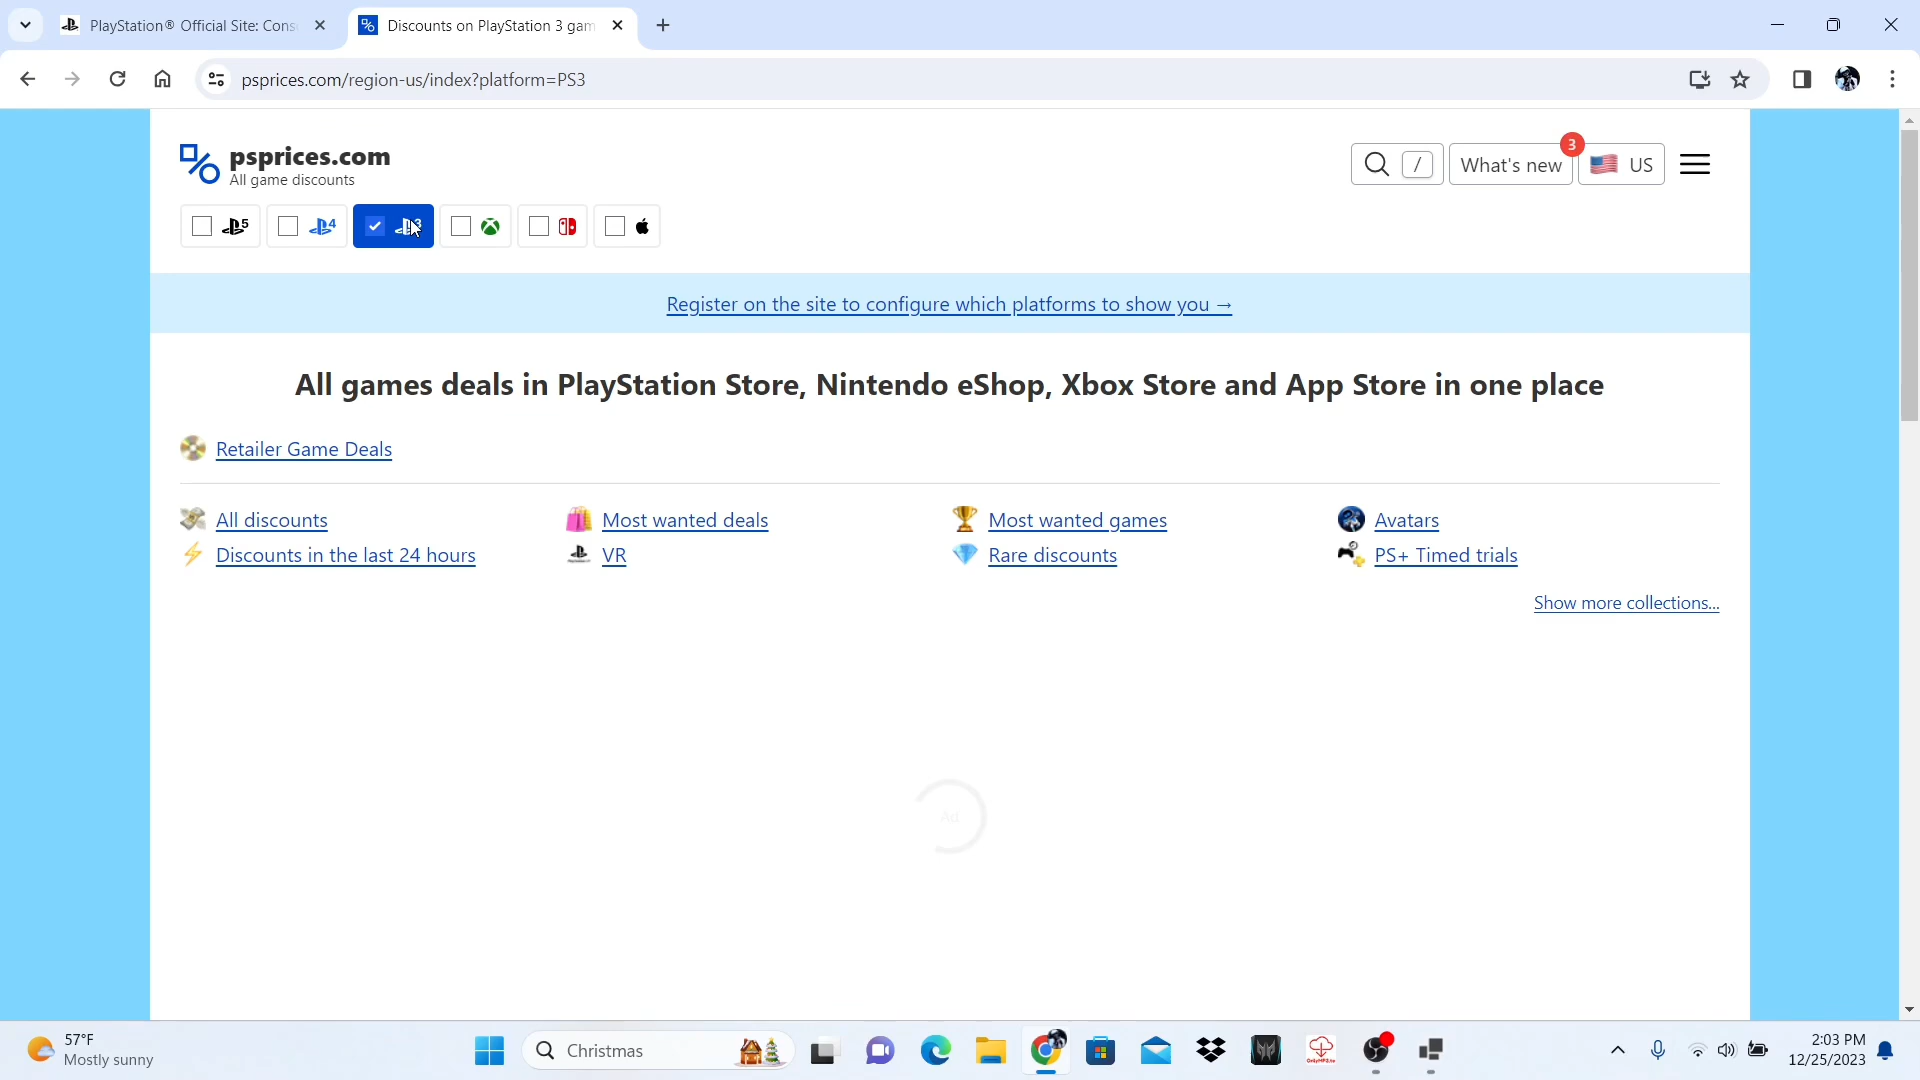 PlayStation® Official Site: Cons
Discounts on PlayStation 3 gam
psprices.com/region-us/index?platform=PS3
psprices.com
All game discounts
/
What's new
3
US
5
4
3
Register on the site to configure which platforms to show you →
All games deals in PlayStation Store, Nintendo eShop, Xbox Store and App Store in one place
Retailer Game Deals
All discounts
Most wanted deals
Most wanted games
Avatars
Discounts in the last 24 hours
VR
Rare discounts
PS+ Timed trials
Show more collections...
Ad
57°F
Mostly sunny
Christmas
OnlyMP3.to
2:03 PM
12/25/2023